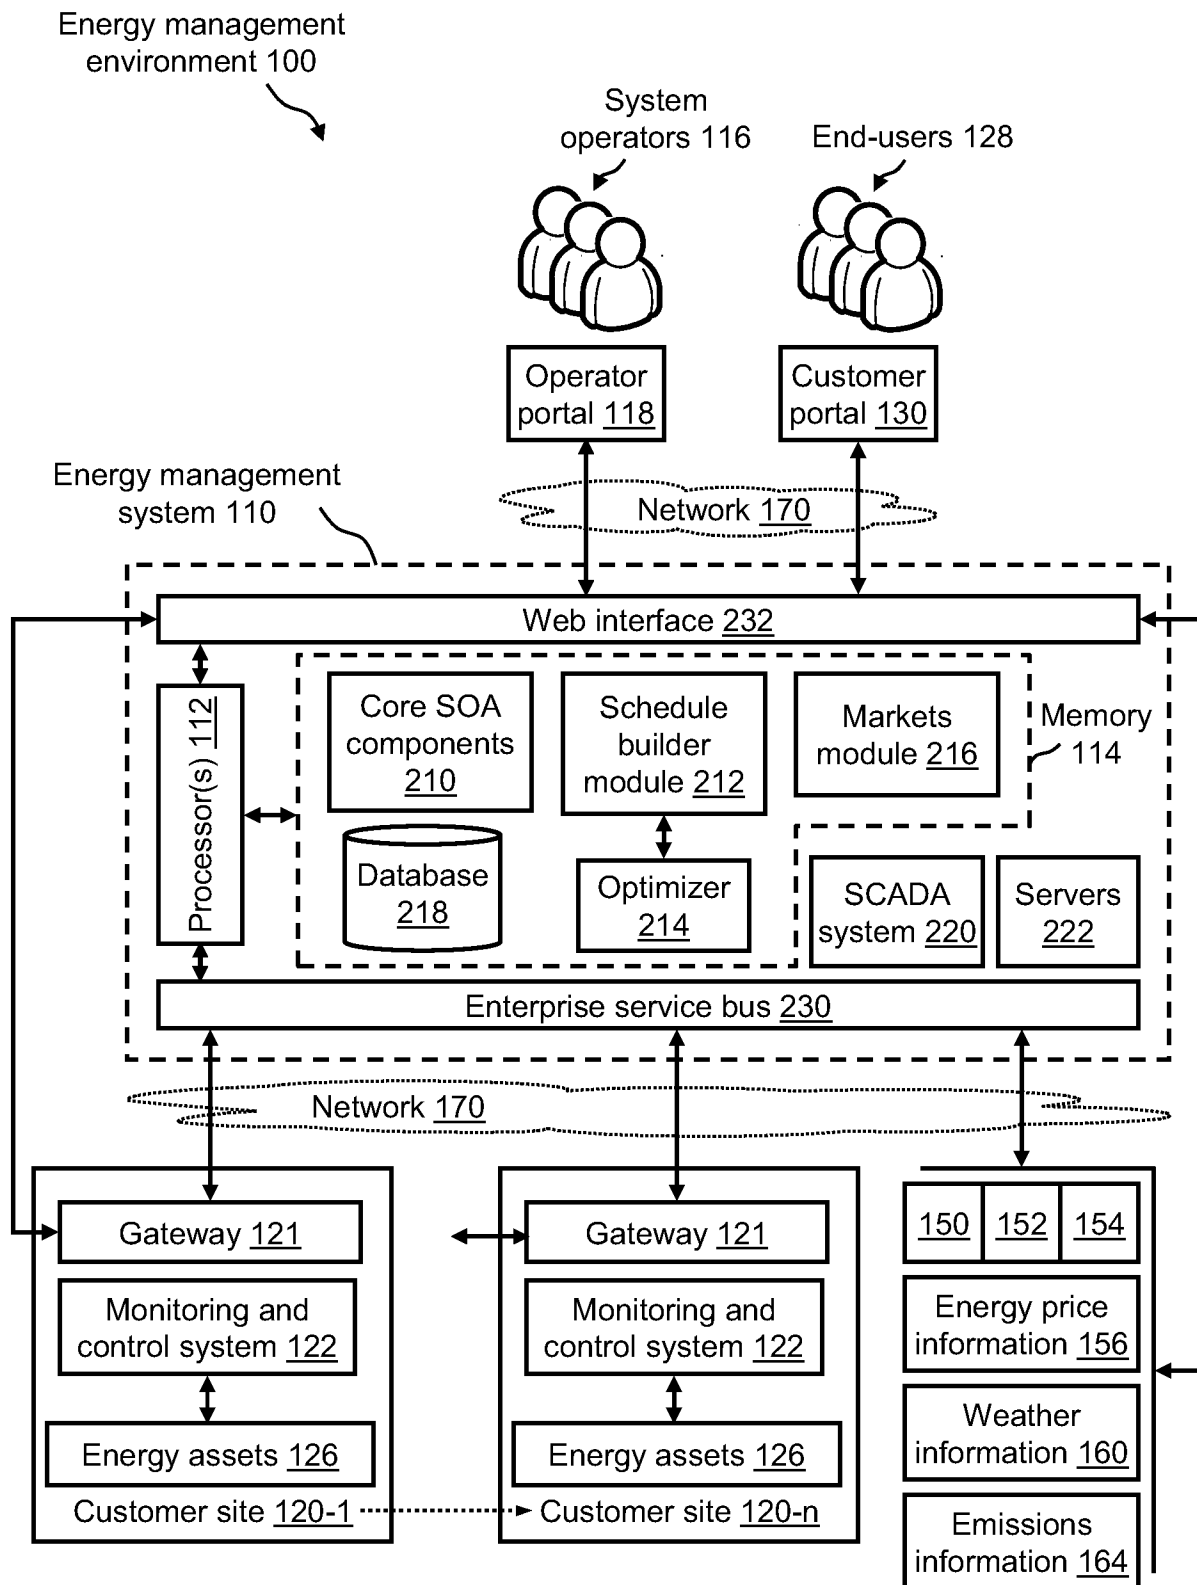 Energy management
environment 100
System
operators 116
End-users 128
Operator
portal 118
Customer
portal 130
Energy management
system 110
Network 170
Web interface 232
Processor(s) 112
Core SOA
components
210
Schedule
builder
module 212
Markets
module 216
Memory
114
Database
218
Optimizer
214
SCADA
system 220
Servers
222
Enterprise service bus 230
Network 170
Gateway 121
Monitoring and
control system 122
Energy assets 126
Customer site 120-1
Gateway 121
Monitoring and
control system 122
Energy assets 126
Customer site 120-n
150 152 154
Energy price
information 156
Weather
information 160
Emissions
information 164